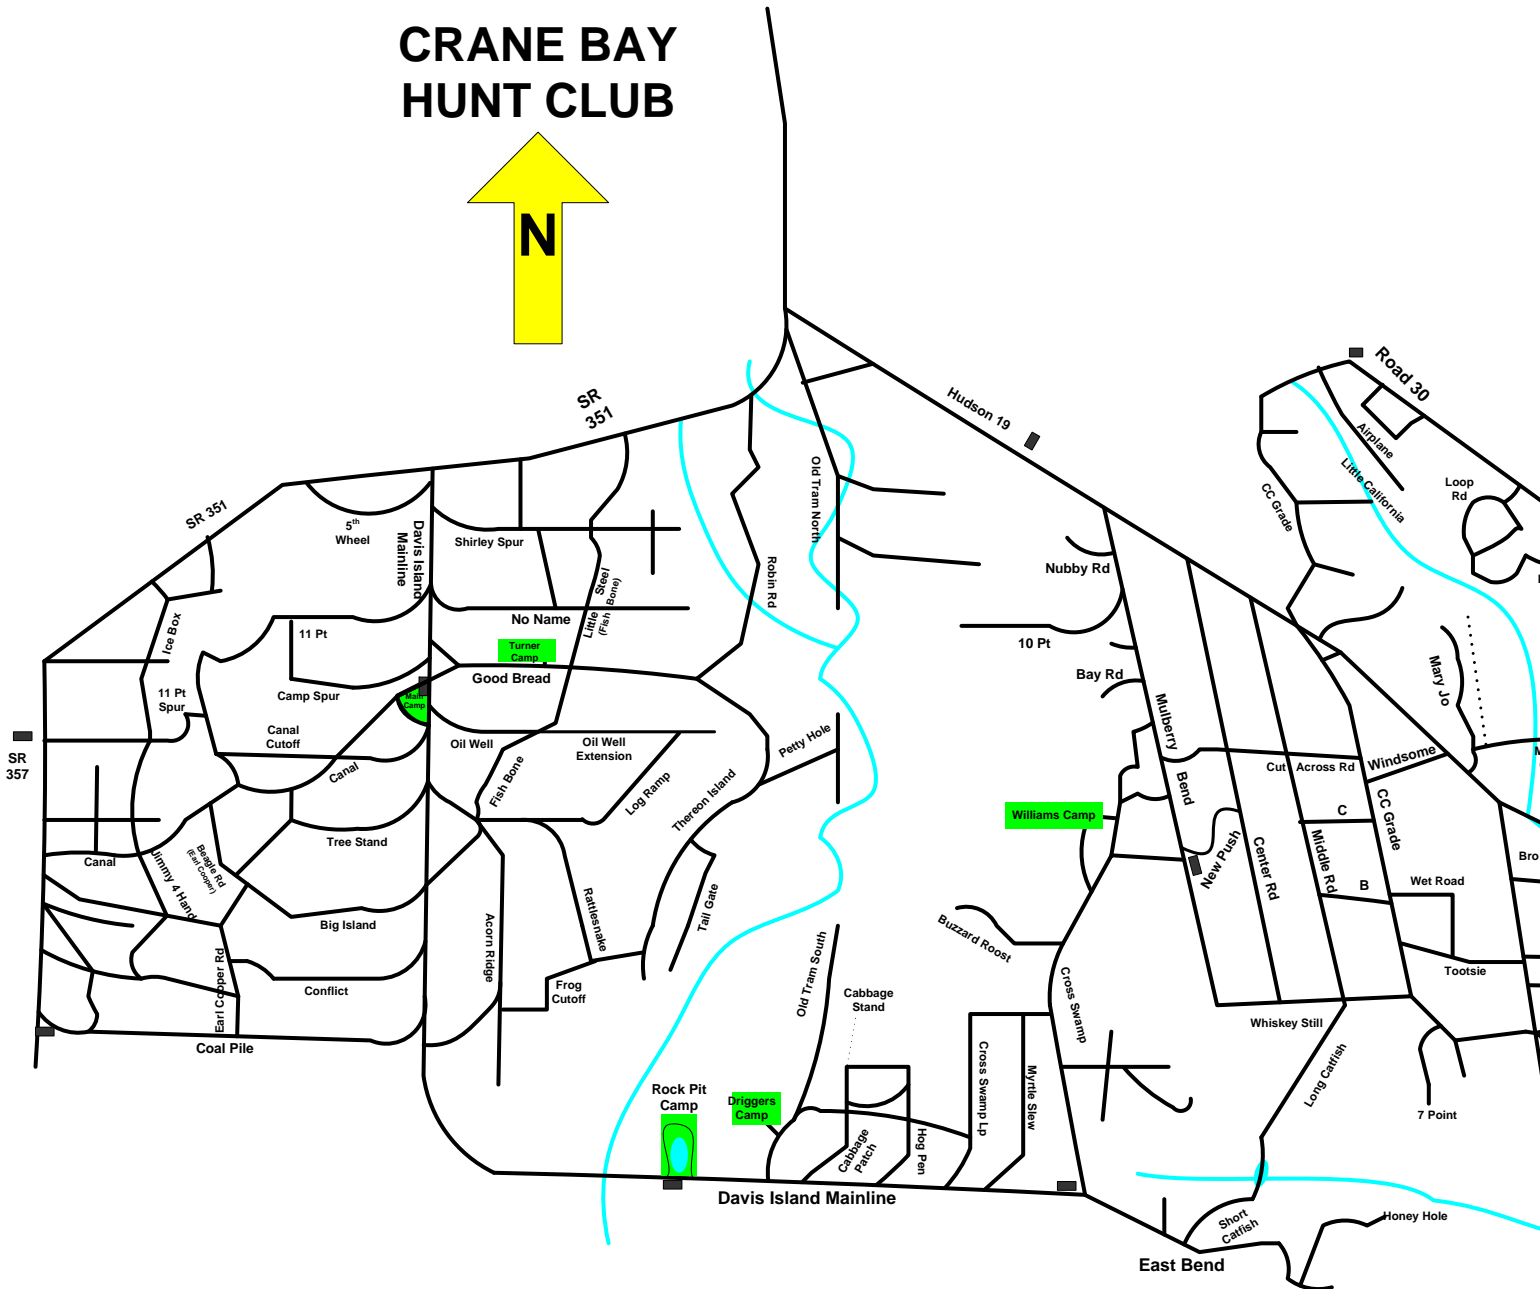 CRANE BAY
HUNT CLUB
N
SR
351
SR 351
Hudson 19
Road 30
Airplane
Little California
Loop
Rd
CC Grade
5th
Wheel
Davis Island
Mainline
Shirley Spur
Old Tram North
Robin Rd
Nubby Rd
Little Steel
(Fish Bone)
No Name
Ice Box
11 Pt
Turner
Camp
10 Pt
Mary Jo
Good Bread
Bay Rd
Camp Spur
11 Pt
Spur
Main
Camp
Mulberry
Bend
Canal
Cutoff
Oil Well
Oil Well
Extension
Petty Hole
SR
357
Canal
Fish Bone
Log Ramp
Thereon Island
Cut Across Rd
Windsome
CC Grade
Williams Camp
C
Tree Stand
Canal
Jimmy 4 Hand
Beagle Rd
(Earl Cooper)
New Push
Center Rd
Middle Rd
B
Wet Road
Bro
Big Island
Acorn Ridge
Rattlesnake
Tail Gate
Buzzard Roost
Earl Cooper Rd
Conflict
Frog
Cutoff
Old Tram South
Cabbage
Stand
Cross Swamp
Tootsie
Whiskey Still
Coal Pile
Rock Pit
Camp
Driggers
Camp
Cross Swamp Lp
Myrtle Slew
Long Catfish
7 Point
Cabbage
Patch
Hog Pen
Davis Island Mainline
Short
Catfish
Honey Hole
East Bend